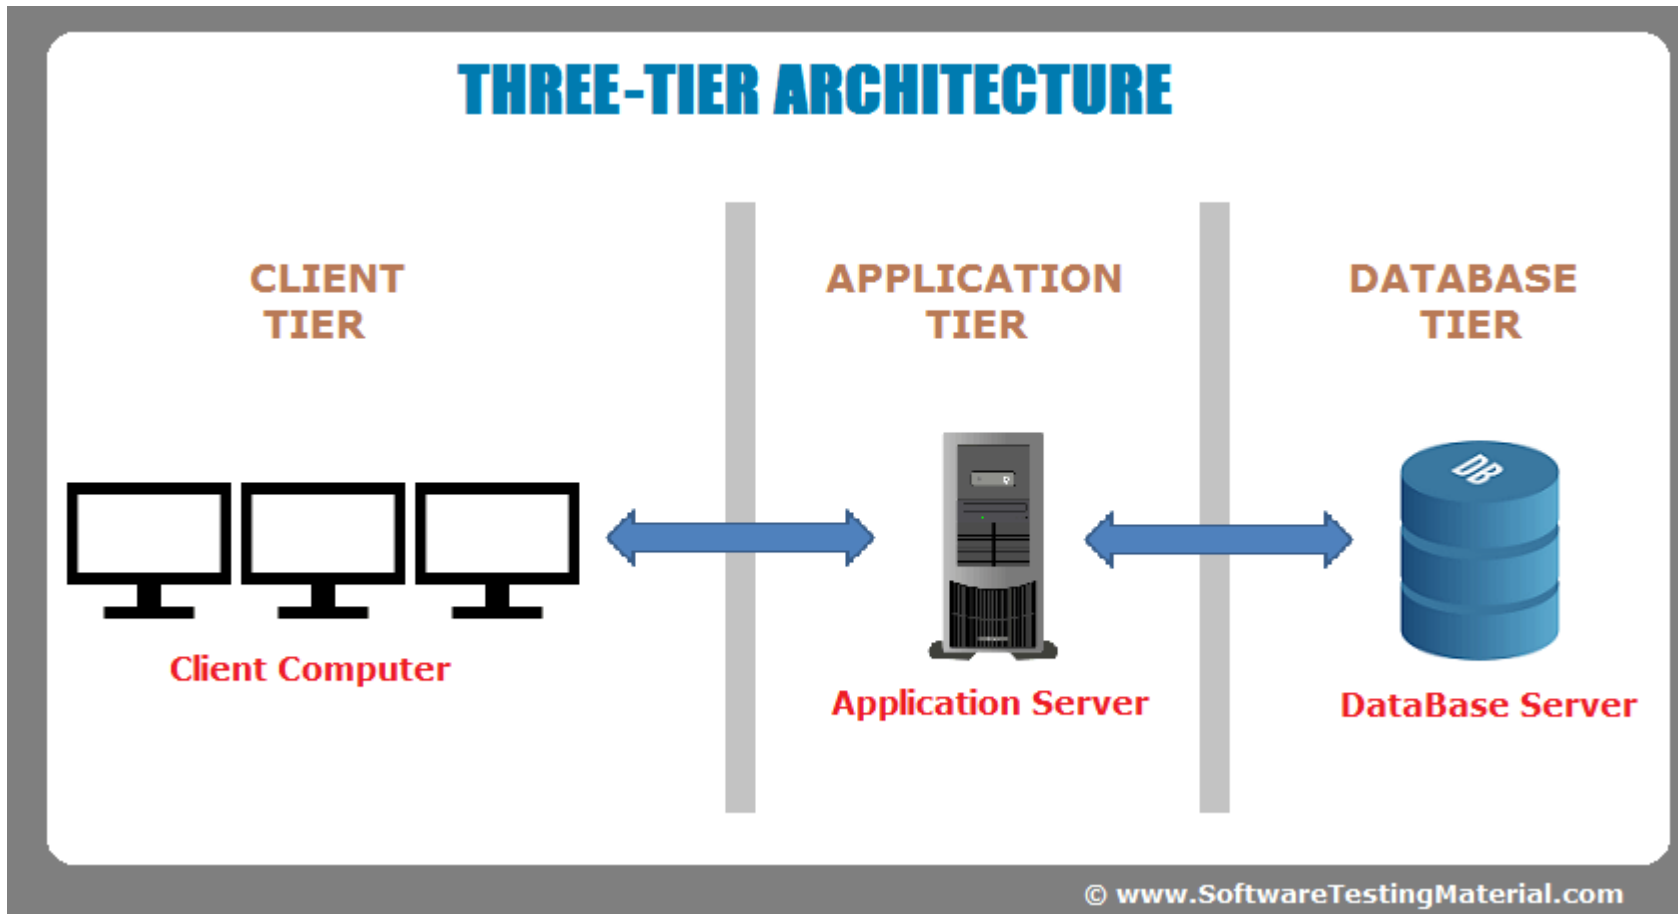 THREE-TIER ARCHITECTURE
CLIENT
TIER
APPLICATION
TIER
DATABASE
TIER
DB
Client Computer
Application Server
DataBase Server
© www.SoftwareTestingMaterial.com